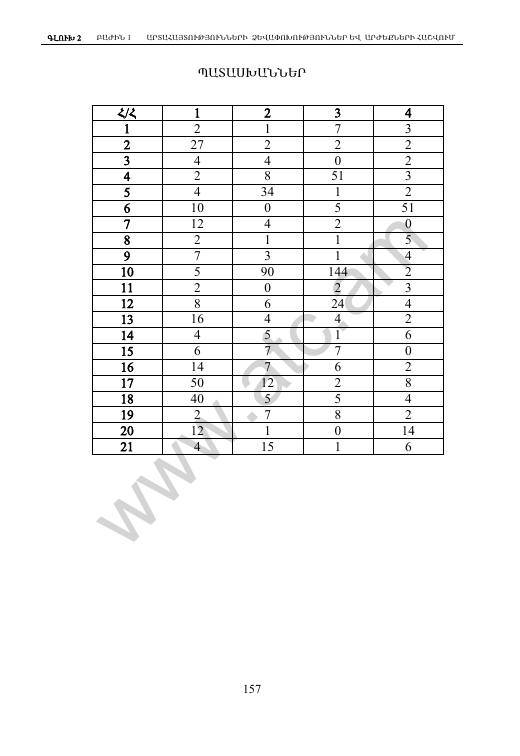 ԳԼՈՒԽ 2 ԲԱԺԻՆ 1 ԱՐՏԱՀԱՅՏՈՒԹՅՈՒՆՆԵՐԻ ՁԵՎԱՓՈԽՈՒԹՅՈՒՆՆԵՐ ԵՎ ԱՐԺԵՔՆԵՐԻ ՀԱՇՎՈՒՄ
ՊԱՏԱՍԽԱՆՆԵՐ
Հ/Հ 1 2 3 4
1 2 1 7 3
2 27 2 2 2
3 4 4 0 2
4 2 8 51 3
5 4 34 1 2
6 10 0 5 51
7 12 4 2 0
8 2 1 1 5
9 7 3 1 4
10 5 90 144 2
11 2 0 2 3
12 8 6 24 4
13 16 4 4 2
14 4 5 1 6
15 6 7 7 0
16 14 7 6 2
17 50 12 2 8
18 40 5 5 4
19 2 7 8 2
20 12 1 0 14
21 4 15 1 6
www.atc.am
157